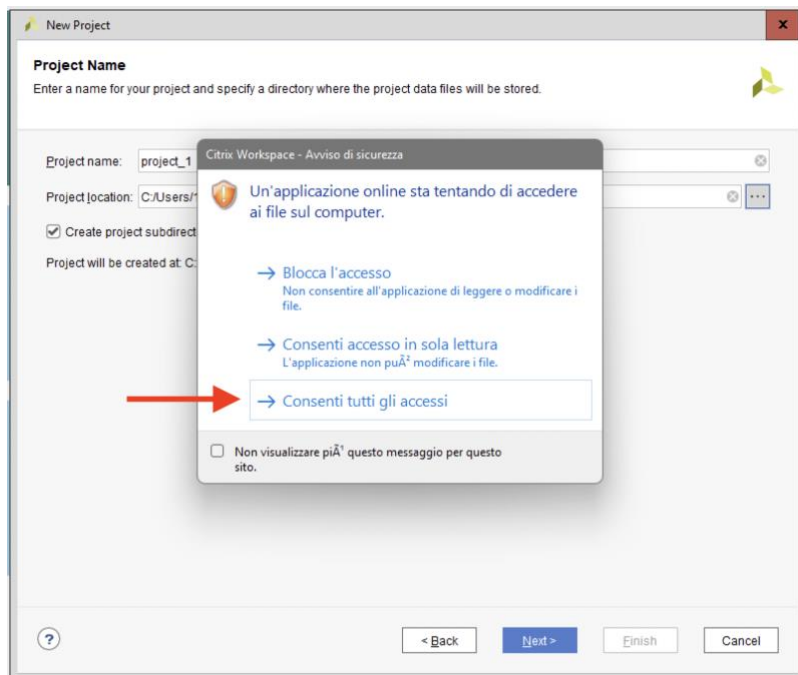 New Project
Project Name
Enter a name for your project and specify a directory where the project data files will be stored.
Project name: project_1
Project location: C:/Users/
Create project subdirect
Project will be created at: C:
Citrix Workspace - Avviso di sicurezza
Un'applicazione online sta tentando di accedere
ai file sul computer.
→ Blocca l'accesso
Non consentire all'applicazione di leggere o modificare i
file.
→ Consenti accesso in sola lettura
L'applicazione non puÃ² modificare i file.
→ Consenti tutti gli accessi
Non visualizzare piÃ¹ questo messaggio per questo
sito.
?
< Back
Next >
Finish
Cancel